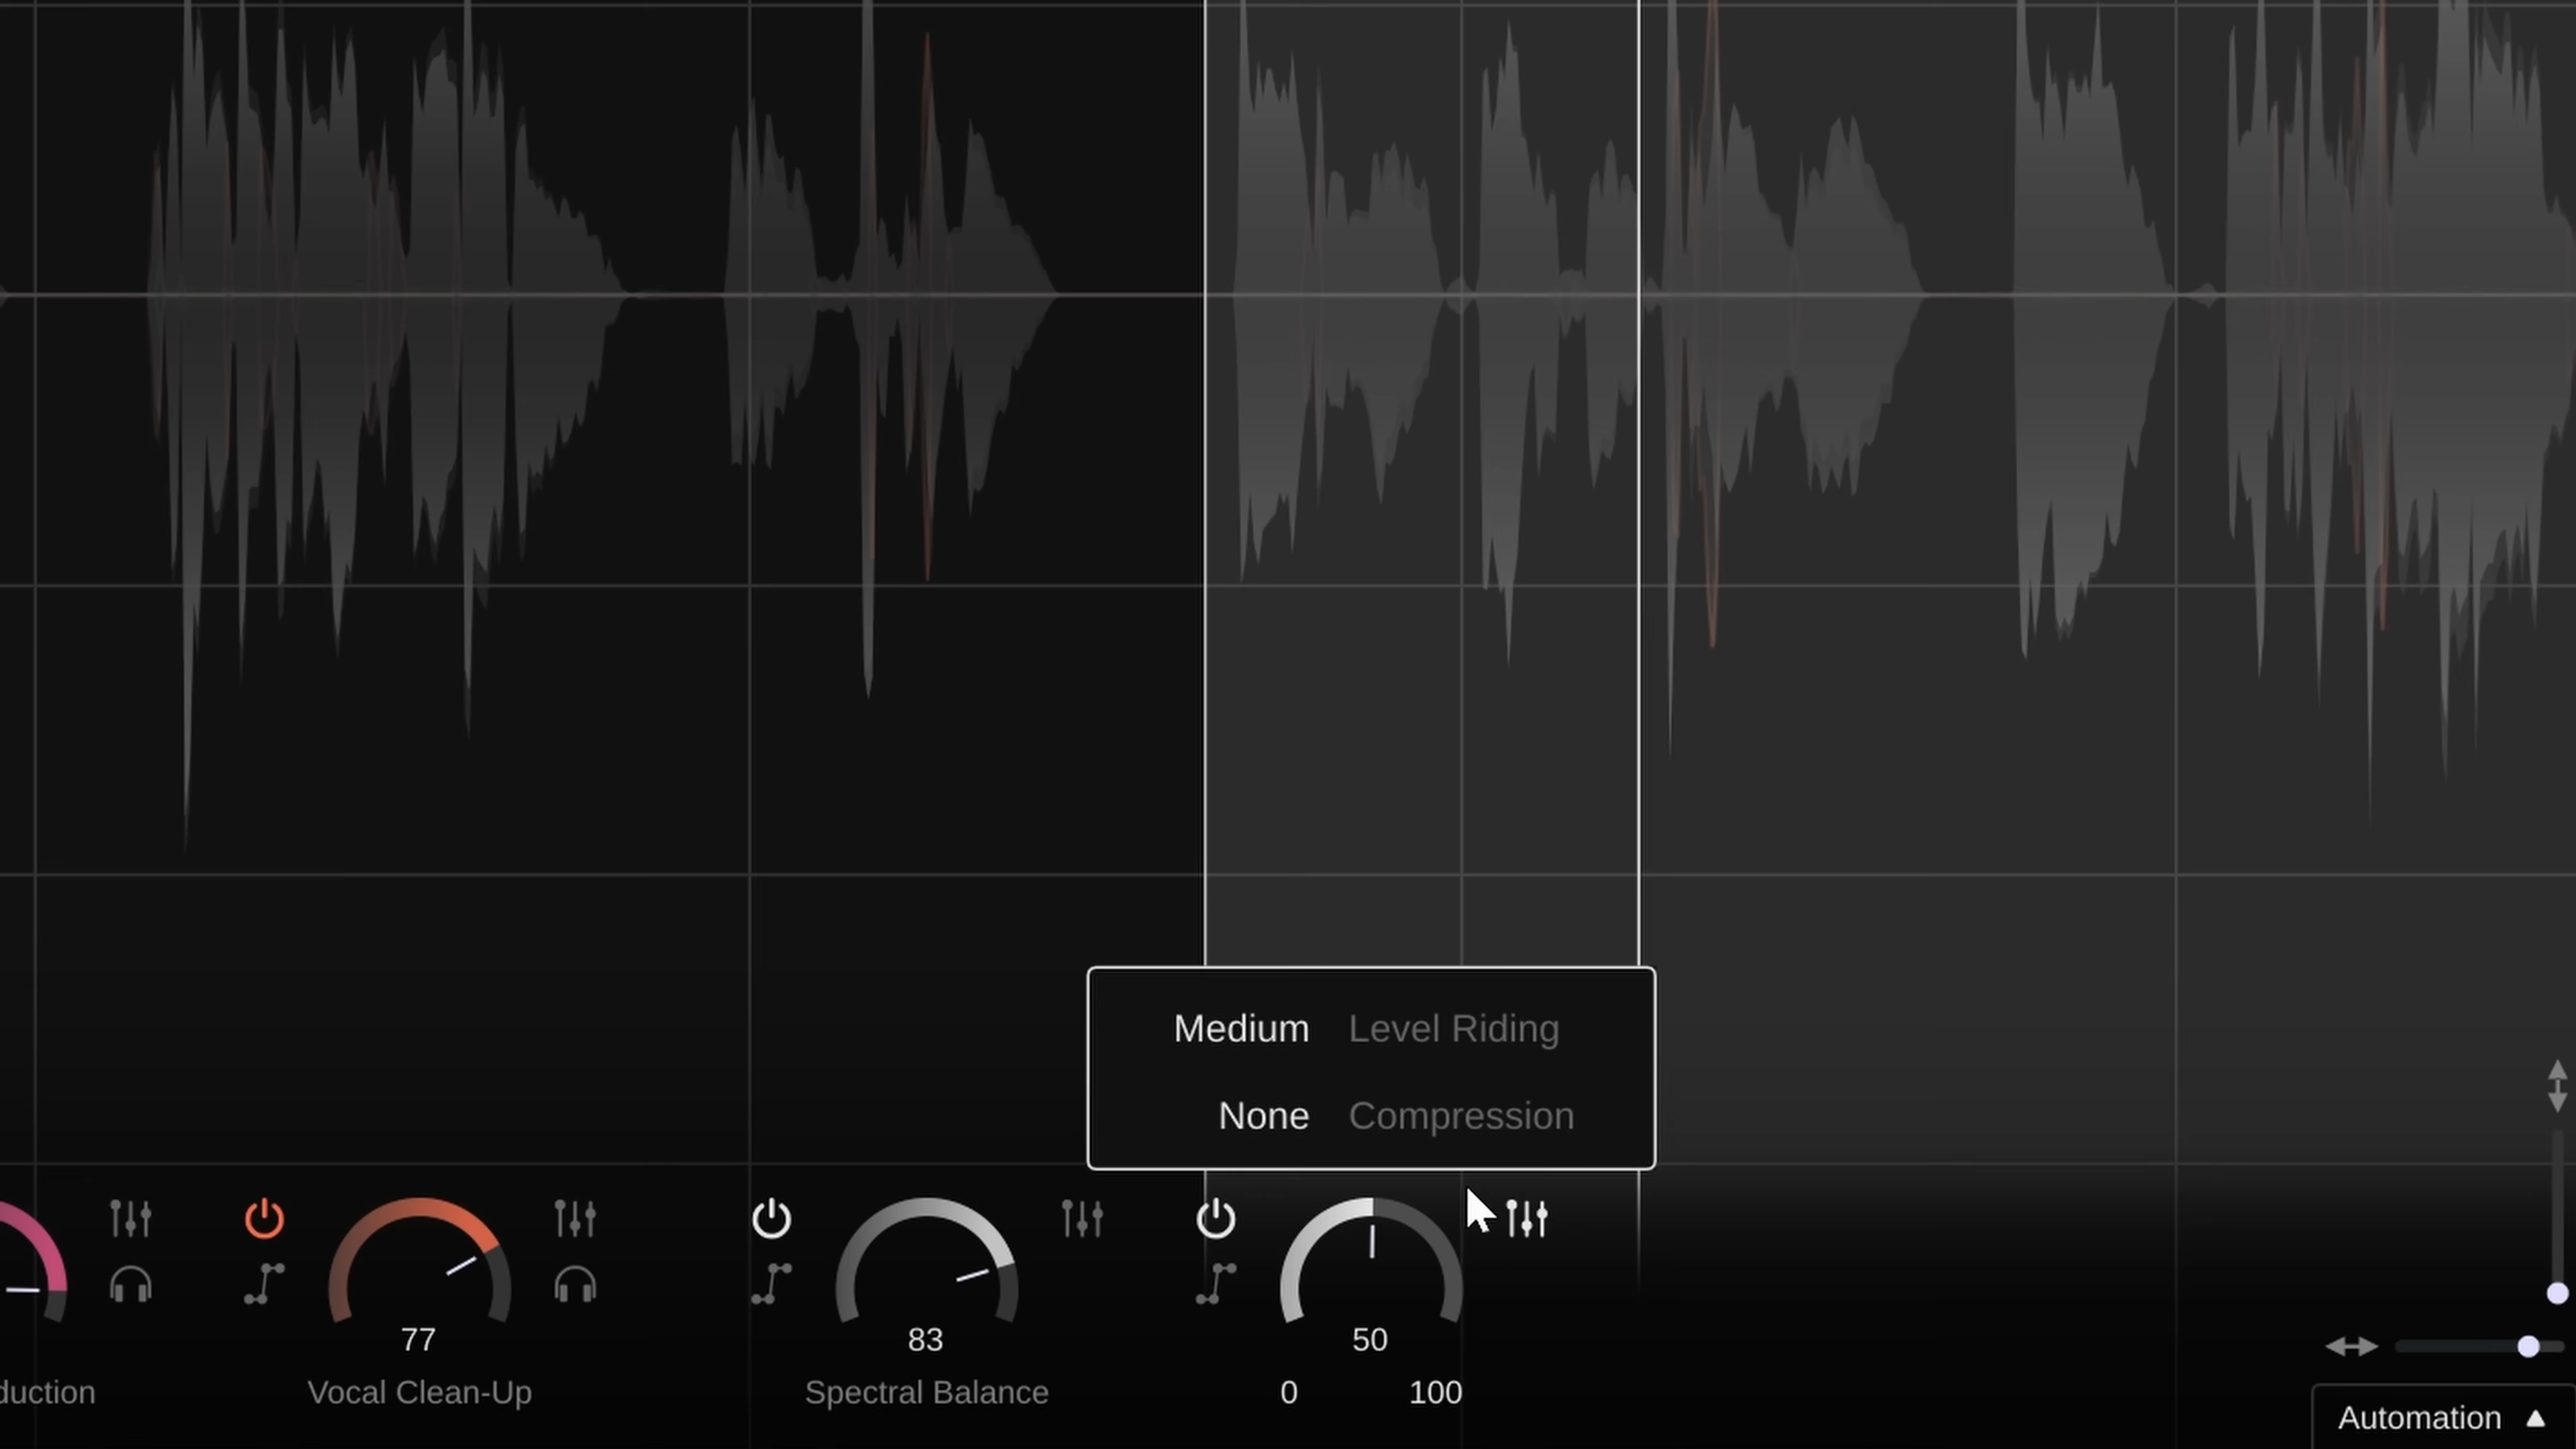 Medium Level Riding
None Compression
77
83
50
duction
Vocal Clean-Up
Spectral Balance
0
100
Automation